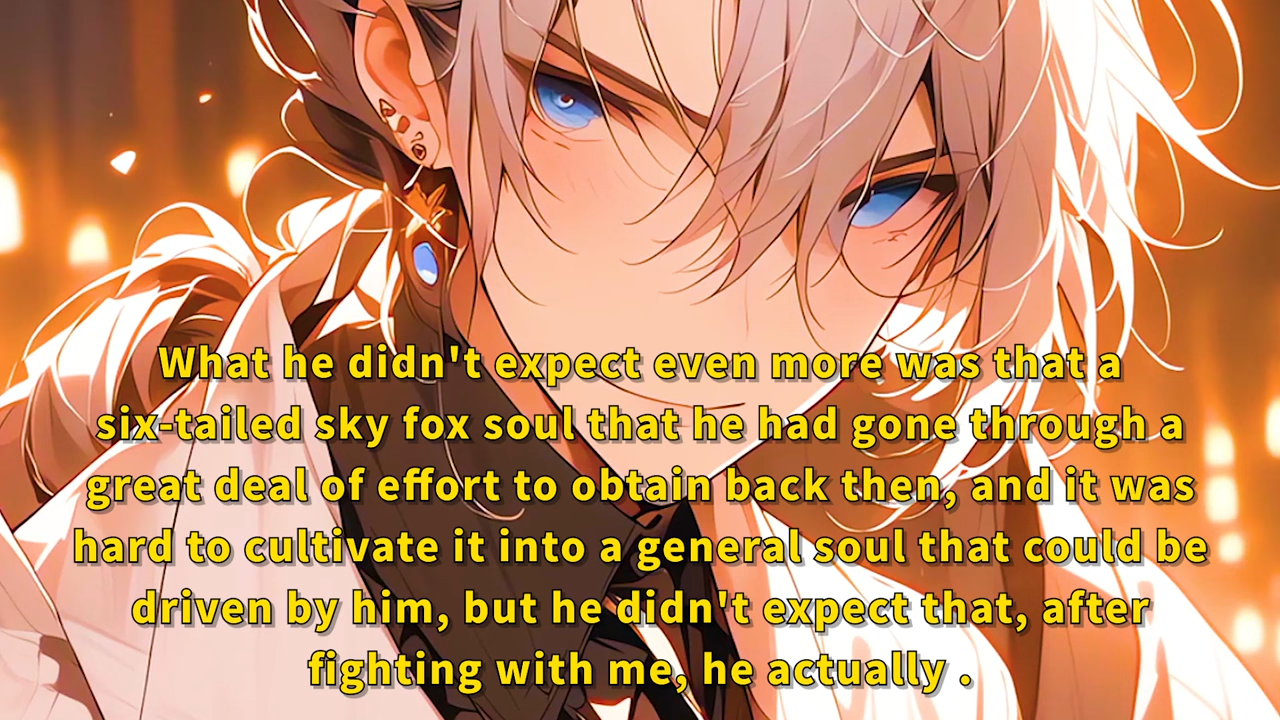 What he didn't expect even more was that a
six-tailed sky fox soul that he had gone through a
great deal of effort to obtain back then, and it was
hard to cultivate it into a general soul that could be
driven by him, but he didn't expect that, after
fighting with me, he actually .